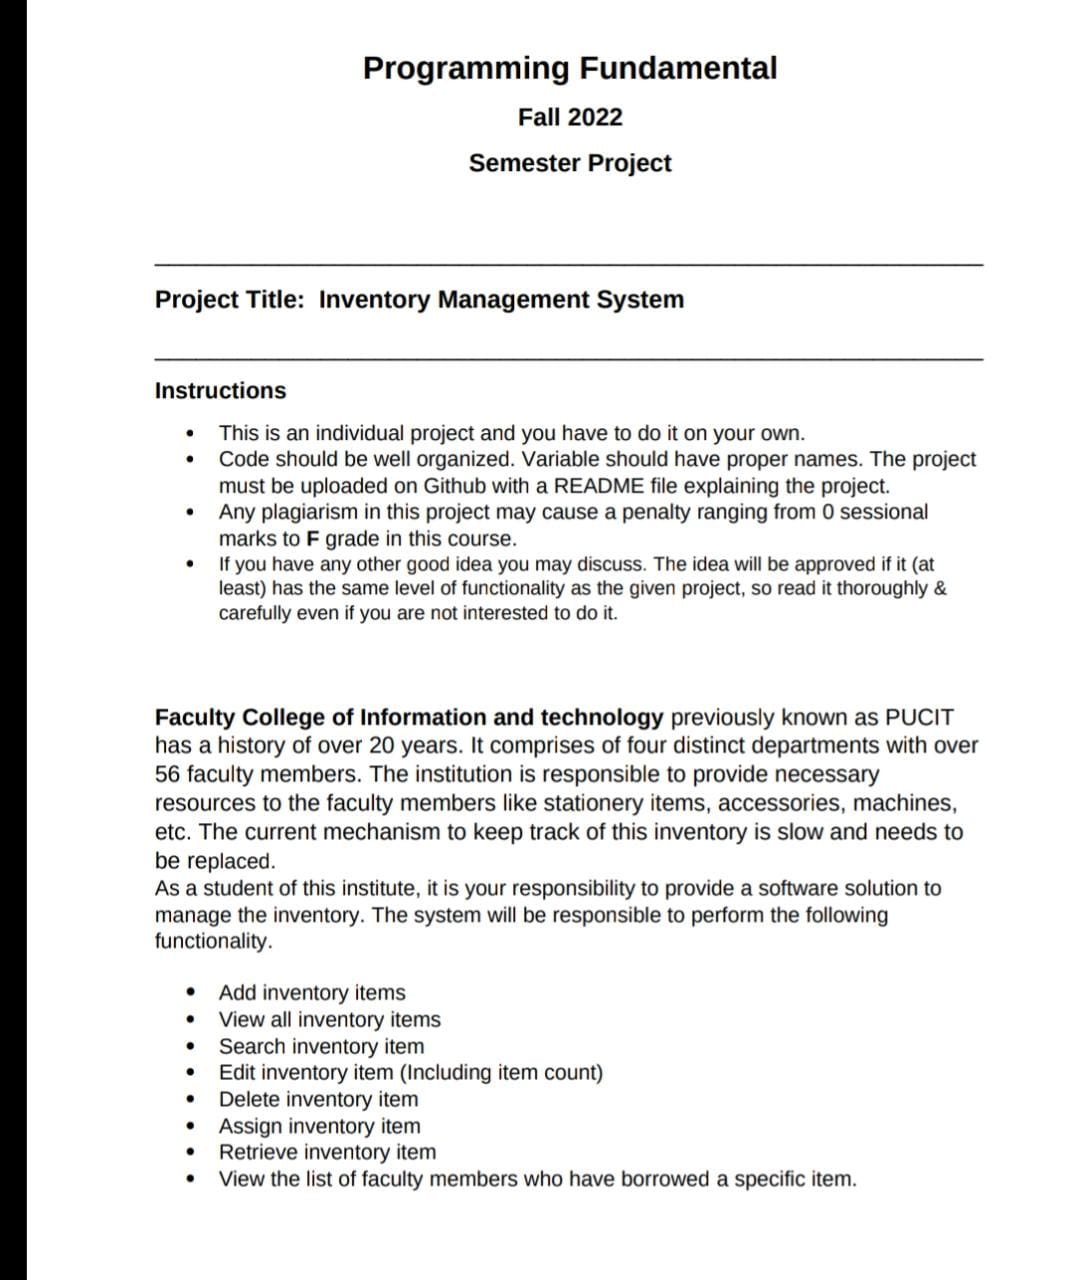 Programming Fundamental
Fall 2022
Semester Project
Project Title: Inventory Management System
Instructions
• This is an individual project and you have to do it on your own.
• Code should be well organized. Variable should have proper names. The project
must be uploaded on Github with a README file explaining the project.
• Any plagiarism in this project may cause a penalty ranging from 0 sessional
marks to F grade in this course.
• If you have any other good idea you may discuss. The idea will be approved if it (at
least) has the same level of functionality as the given project, so read it thoroughly &
carefully even if you are not interested to do it.
Faculty College of Information and technology previously known as PUCIT
has a history of over 20 years. It comprises of four distinct departments with over
56 faculty members. The institution is responsible to provide necessary
resources to the faculty members like stationery items, accessories, machines,
etc. The current mechanism to keep track of this inventory is slow and needs to
be replaced.
As a student of this institute, it is your responsibility to provide a software solution to
manage the inventory. The system will be responsible to perform the following
functionality.
• Add inventory items
• View all inventory items
• Search inventory item
• Edit inventory item (Including item count)
• Delete inventory item
• Assign inventory item
• Retrieve inventory item
• View the list of faculty members who have borrowed a specific item.